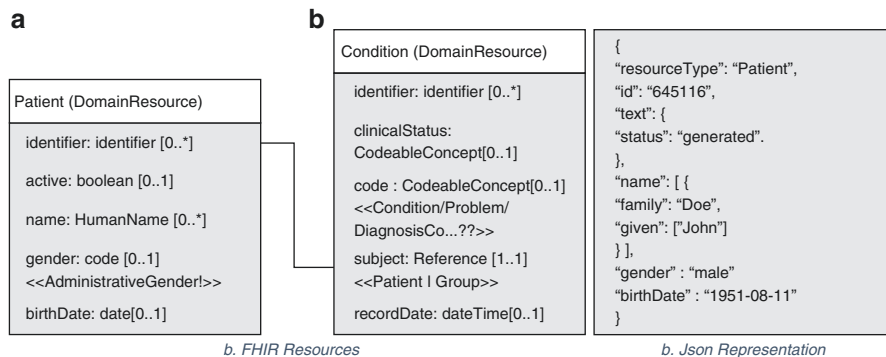 a
Patient (DomainResource)
identifier: identifier [0..*]
active: boolean [0..1]
name: HumanName [0..*]
gender: code [0..1]
<<AdministrativeGender!>>
birthDate: date[0..1]
b
Condition (DomainResource)
identifier: identifier [0..*]
clinicalStatus:
CodeableConcept[0..1]
code : CodeableConcept[0..1]
<<Condition/Problem/
DiagnosisCo...??>>
subject: Reference [1..1]
<<Patient I Group>>
recordDate: dateTime[0..1]
b. FHIR Resources
{
“resourceType”: “Patient”,
“id”: “645116”,
“text”: {
“status”: “generated”.
},
“name”: [ {
“family”: “Doe”,
“given”: [”John”]
} ],
“gender” : “male”
“birthDate” : “1951-08-11”
}
b. Json Representation